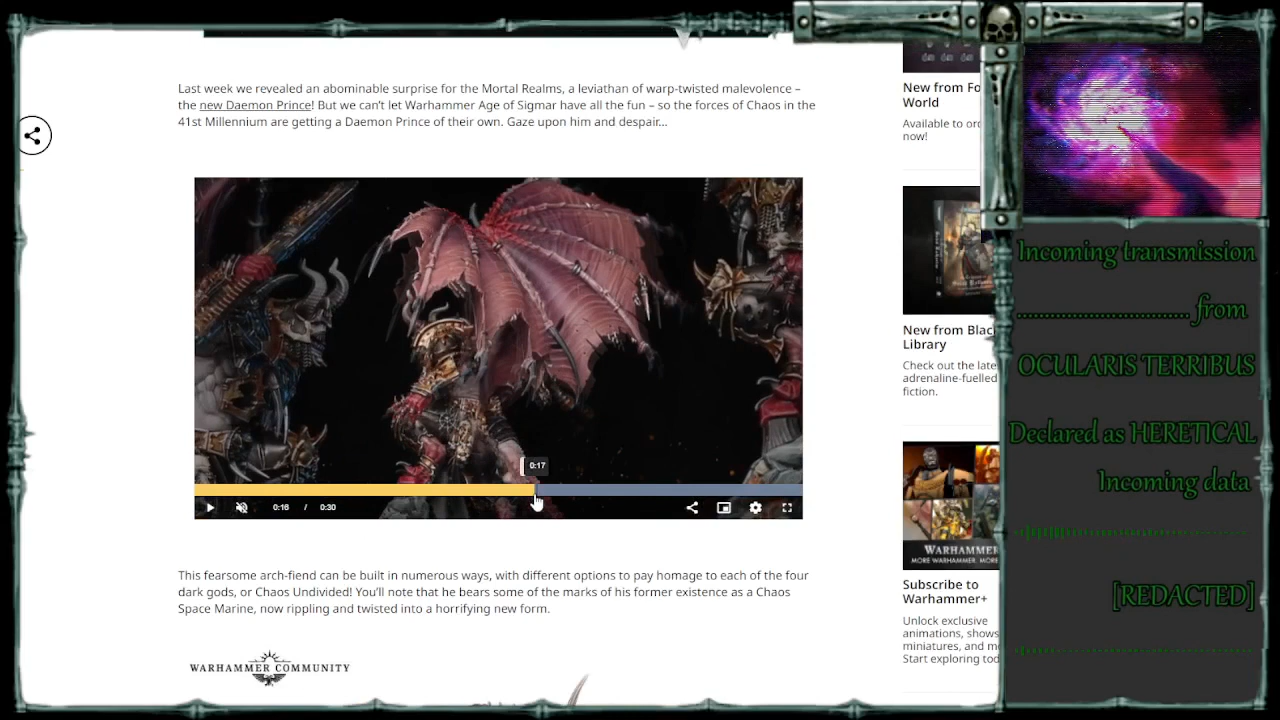 Last week we revealed an abominable surprise for the Mortal Realms, a leviathan of warp-twisted malevolence –
the new Daemon Prince! But we can't let Warhammer Age of Sigmar have all the fun – so the forces of Chaos in the
41st Millennium are getting a Daemon Prince of their own. Gaze upon him and despair...
0:17
0:16 / 0:30
This fearsome arch-fiend can be built in numerous ways, with different options to pay homage to each of the four
dark gods, or Chaos Undivided! You'll note that he bears some of the marks of his former existence as a Chaos
Space Marine, now rippling and twisted into a horrifying new form.
WARHAMMER COMMUNITY
New from Fo
World
Available to ord
now!
New from Blac
Library
Check out the late
adrenaline-fuelled
fiction.
WARHAMME
MORE WARHAMMER. MORE
Subscribe to
Warhammer+
Unlock exclusive
animations, shows
miniatures, and mo
Start exploring tod
Incoming transmission
.............................. from
OCULARIS TERRIBUS
Declared as HERETICAL
Incoming data
[REDACTED]